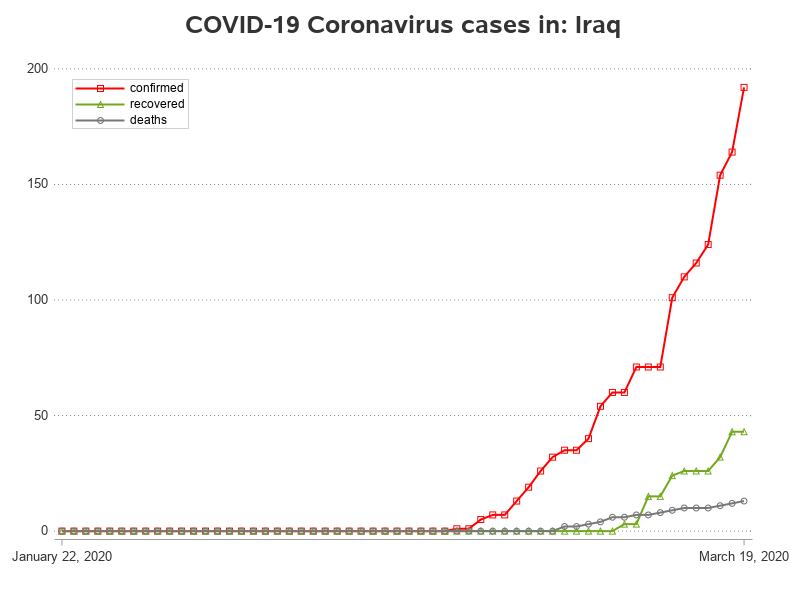 COVID-19 Coronavirus cases in: Iraq
200
confirmed
recovered
deaths
150
100
50
0
January 22, 2020
March 19, 2020